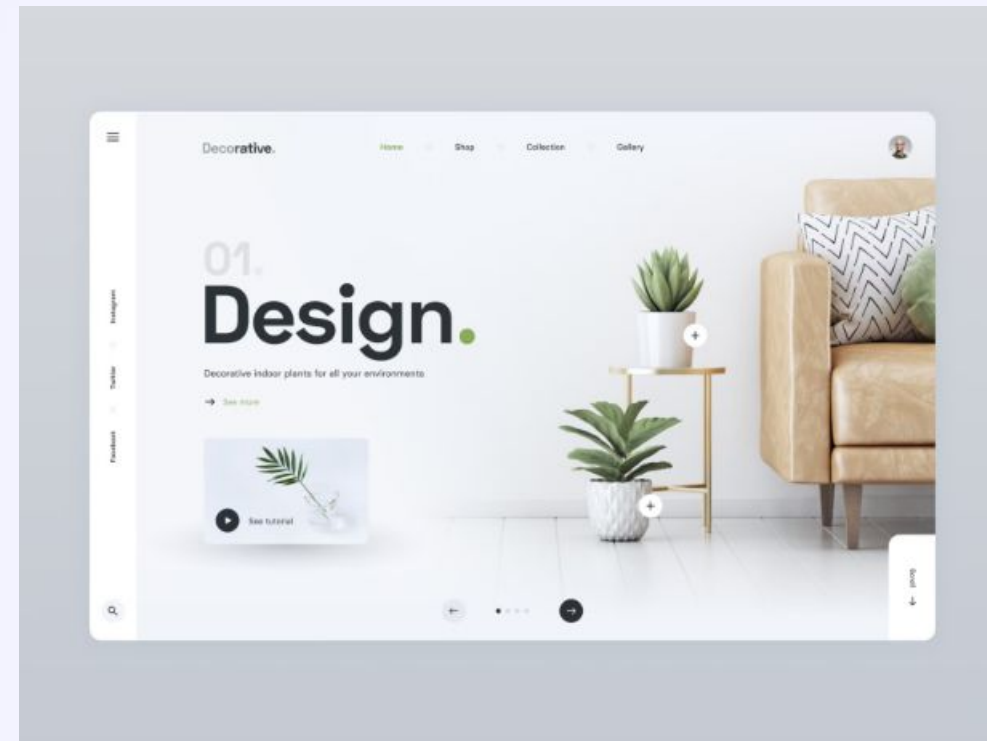 Decorative.
Home
Shop
Collection
Gallery
Instagram
Twitter
Facebook
01.
Design.
Decorative indoor plants for all your environments.
See more
See tutorial
Scroll